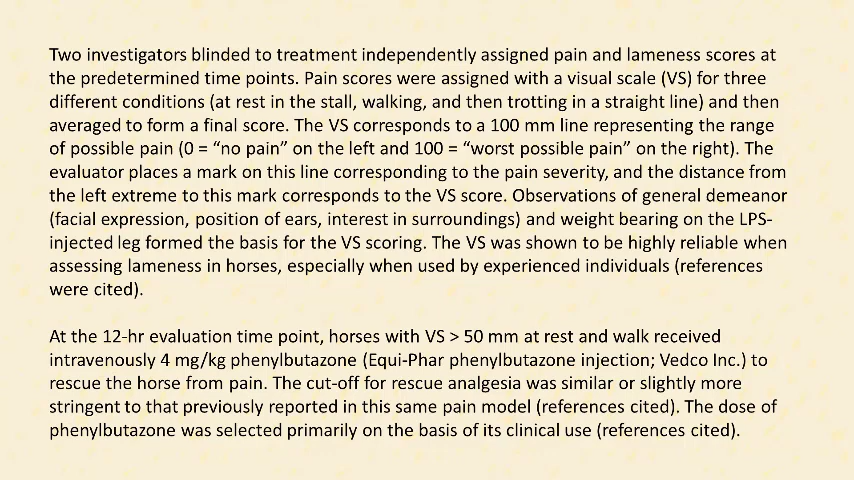 Two investigators blinded to treatment independently assigned pain and lameness scores at
the predetermined time points. Pain scores were assigned with a visual scale (VS) for three
different conditions (at rest in the stall, walking, and then trotting in a straight line) and then
averaged to form a final score. The VS corresponds to a 100 mm line representing the range
of possible pain (0 = “no pain” on the left and 100 = “worst possible pain” on the right). The
evaluator places a mark on this line corresponding to the pain severity, and the distance from
the left extreme to this mark corresponds to the VS score. Observations of general demeanor
(facial expression, position of ears, interest in surroundings) and weight bearing on the LPS-
injected leg formed the basis for the VS scoring. The VS was shown to be highly reliable when
assessing lameness in horses, especially when used by experienced individuals (references
were cited).
At the 12-hr evaluation time point, horses with VS > 50 mm at rest and walk received
intravenously 4 mg/kg phenylbutazone (Equi-Phar phenylbutazone injection; Vedco Inc.) to
rescue the horse from pain. The cut-off for rescue analgesia was similar or slightly more
stringent to that previously reported in this same pain model (references cited). The dose of
phenylbutazone was selected primarily on the basis of its clinical use (references cited).